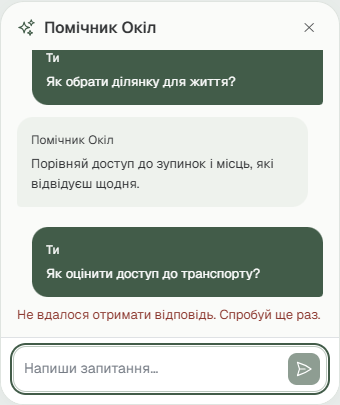 Помічник Окіл
Ти
Як обрати ділянку для життя?
Помічник Окіл
Порівняй доступ до зупинок і місць, які
відвідуєш щодня.
Ти
Як оцінити доступ до транспорту?
Не вдалося отримати відповідь. Спробуй ще раз.
Напиши запитання...